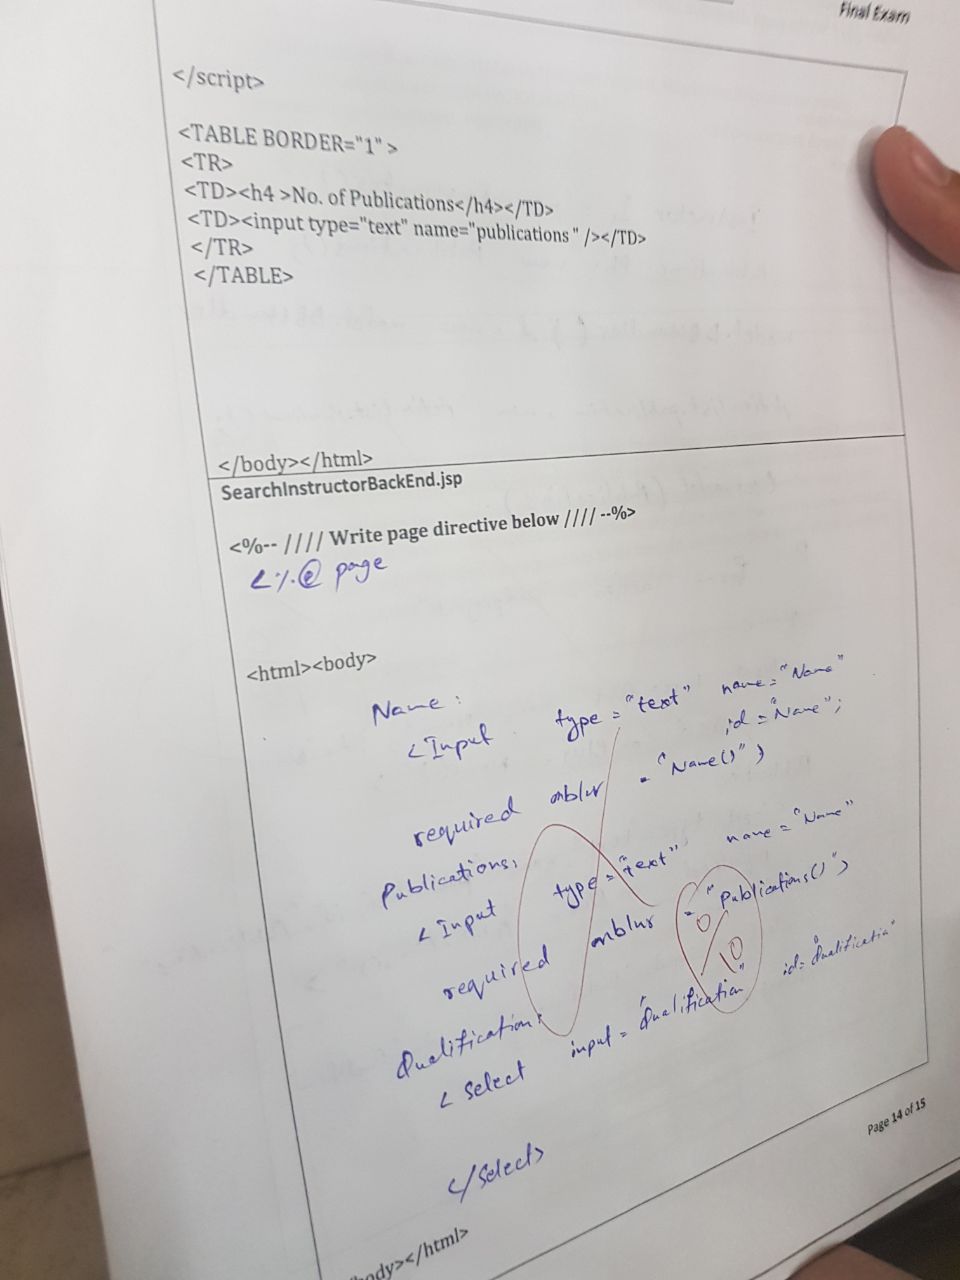 Final Exam
</script>
<TABLE BORDER="1" >
<TR>
<TD><h4 >No. of Publications</h4></TD>
<TD><input type="text" name="publications " /></TD>
</TR>
</TABLE>
</body></html>
SearchInstructorBackEnd.jsp
<%-- //// Write page directive below //// --%>
<%@ page
<html><body>
Name :
<Input type = "text" name = "Name"
id = "Name";
required onblur = "Name()" >
Publications,
<Input type = "text" name = "Name"
required onblur = "Publications()" >
0/10
Qualification:
<Select input = "Qualification" id = "Qualification"
</Select>
Page 14 of 15
body></html>